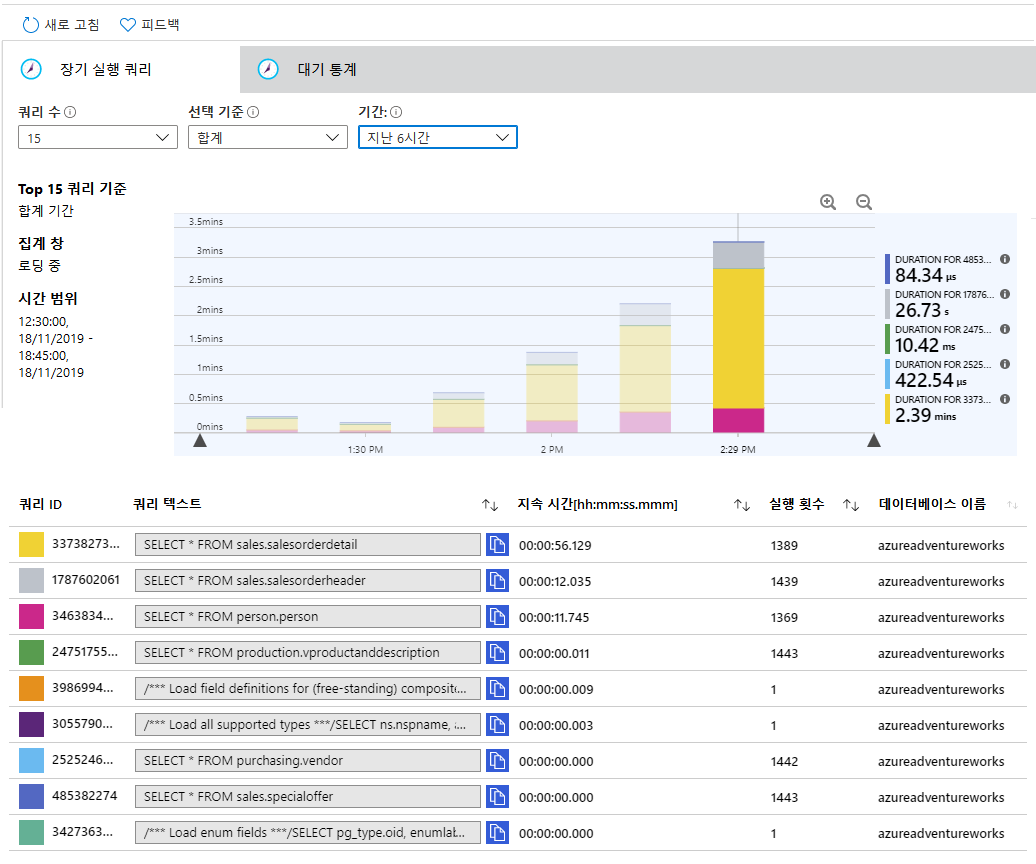 새로 고침 피드백
장기 실행 쿼리 대기 통계
쿼리 수 선택 기준 기간:
15 합계 지난 6시간
Top 15 쿼리 기준
합계 기간
집계 창
로딩 중
시간 범위
12:30:00,
18/11/2019 -
18:45:00,
18/11/2019
3.5mins
3mins
2.5mins
2mins
1.5mins
1mins
0.5mins
0mins
1:30 PM 2 PM 2:29 PM
DURATION FOR 4853...
84.34 µs
DURATION FOR 17876...
26.73 s
DURATION FOR 2475...
10.42 ms
DURATION FOR 2525...
422.54 µs
DURATION FOR 3373...
2.39 mins
쿼리 ID 쿼리 텍스트 지속 시간[hh:mm:ss.mmm] 실행 횟수 데이터베이스 이름
33738273... SELECT * FROM sales.salesorderdetail 00:00:56.129 1389 azureadventureworks
1787602061 SELECT * FROM sales.salesorderheader 00:00:12.035 1439 azureadventureworks
3463834... SELECT * FROM person.person 00:00:11.745 1369 azureadventureworks
24751755... SELECT * FROM production.vproductanddescription 00:00:00.011 1443 azureadventureworks
3986994... /*** Load field definitions for (free-standing) composite... 00:00:00.009 1 azureadventureworks
3055790... /*** Load all supported types ***/SELECT ns.nspname, ... 00:00:00.003 1 azureadventureworks
2525246... SELECT * FROM purchasing.vendor 00:00:00.000 1442 azureadventureworks
485382274 SELECT * FROM sales.specialoffer 00:00:00.000 1443 azureadventureworks
3427363... /*** Load enum fields ***/SELECT pg_type.oid, enumlab... 00:00:00.000 1 azureadventureworks